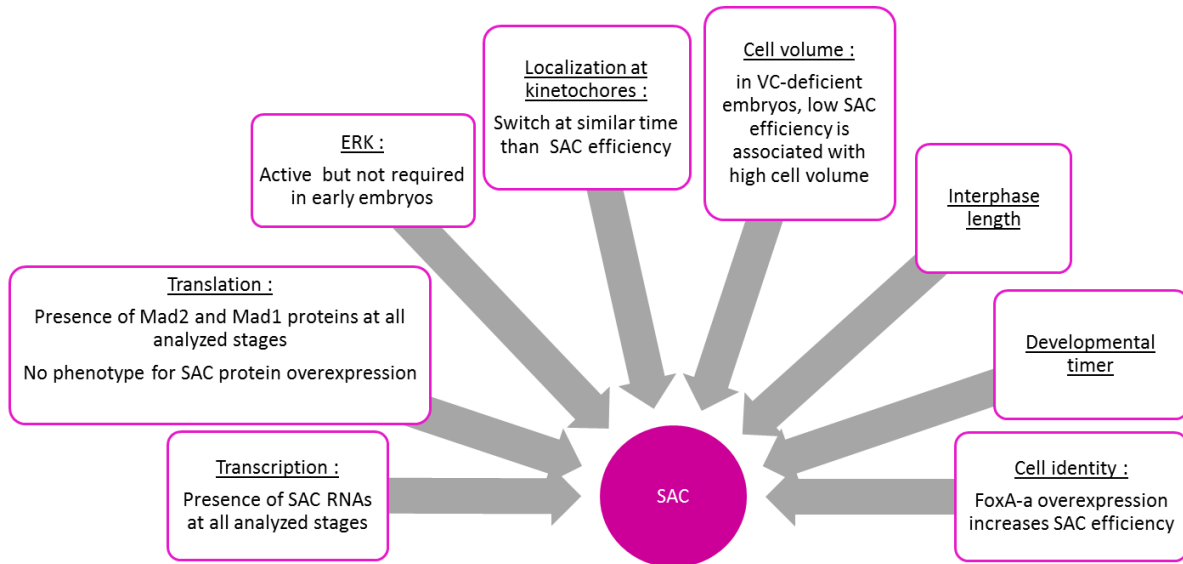 Cell volume :
in VC-deficient
embryos, low SAC
efficiency is
associated with
high cell volume
Localization at
kinetochores :
Switch at similar time
than  SAC efficiency
ERK :
Active  but not required
in early embryos
Interphase
length
Translation :
Presence of Mad2 and Mad1 proteins at all
analyzed stages
No phenotype for SAC protein overexpression
Developmental
timer
Transcription :
Presence of SAC RNAs
at all analyzed stages
SAC
Cell identity :
FoxA-a overexpression
increases SAC efficiency